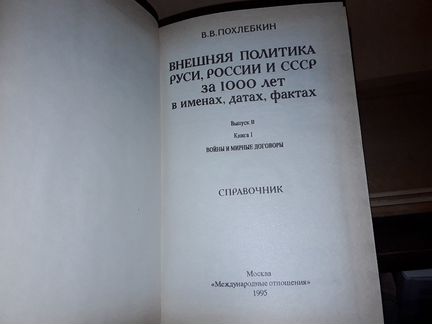 В.В.ПОХЛЕБКИН
ВНЕШНЯЯ ПОЛИТИКА
РУСИ, РОССИИ И СССР
за 1000 лет
в именах, датах, фактах
Выпуск II
Книга 1
ВОЙНЫ И МИРНЫЕ ДОГОВОРЫ
СПРАВОЧНИК
Москва
«Международные отношения»
1995